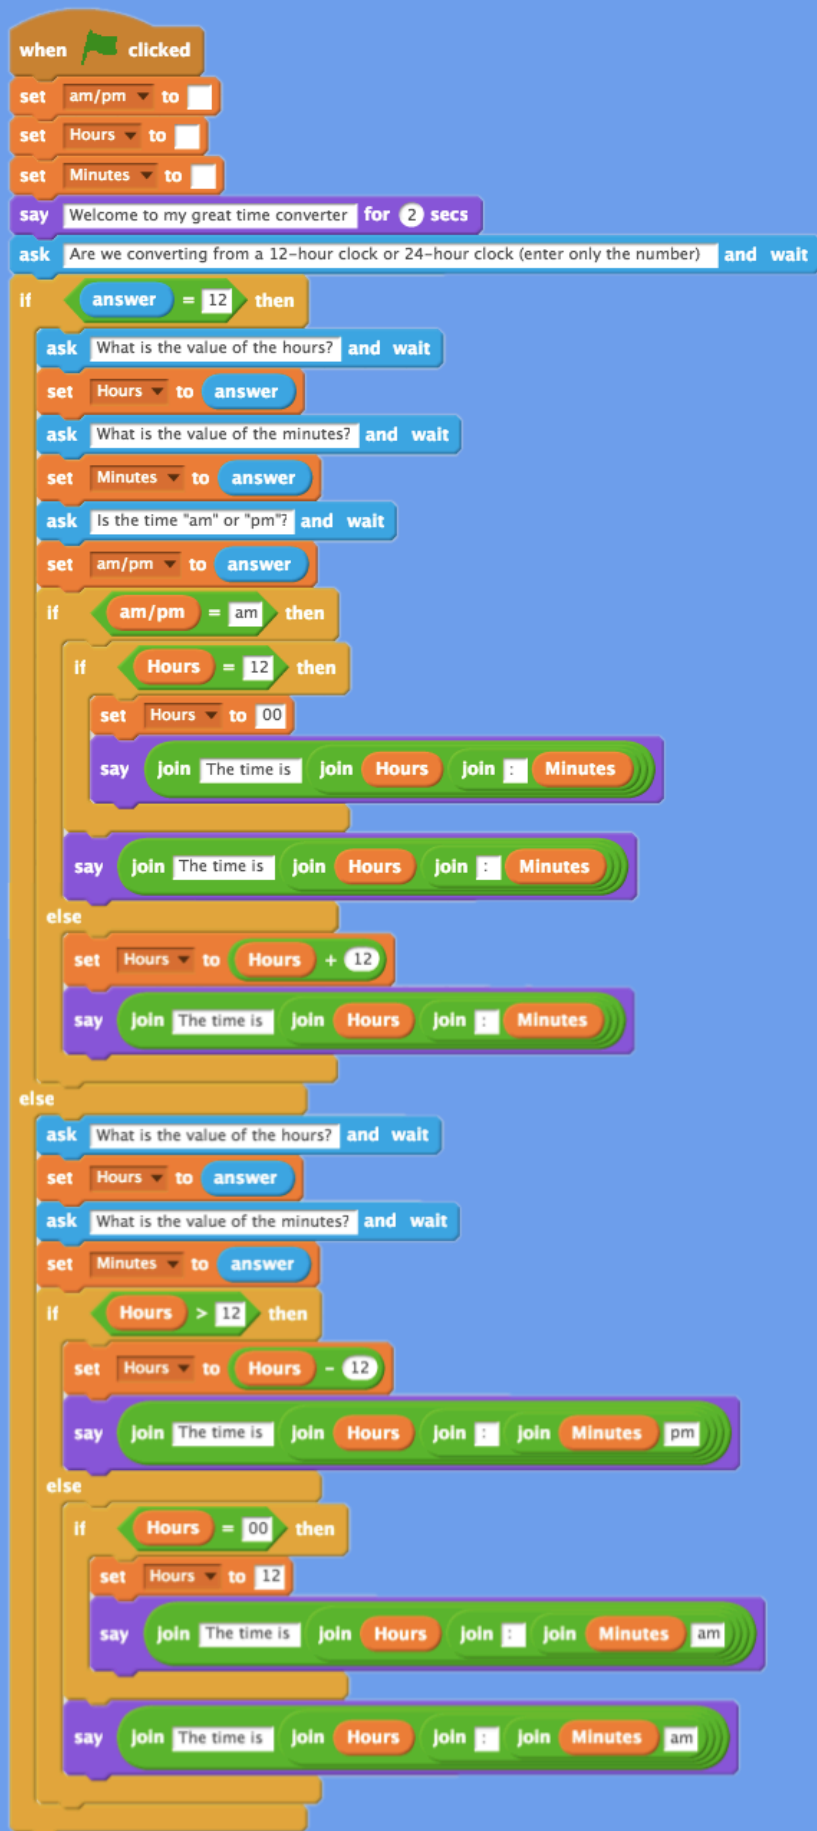 when clicked
set am/pm to
set Hours to
set Minutes to
say Welcome to my great time converter for 2 secs
ask Are we converting from a 12-hour clock or 24-hour clock (enter only the number) and wait
if answer = 12 then
ask What is the value of the hours? and wait
set Hours to answer
ask What is the value of the minutes? and wait
set Minutes to answer
ask Is the time "am" or "pm"? and wait
set am/pm to answer
if am/pm = am then
if Hours = 12 then
set Hours to 00
say join The time is join Hours join : Minutes
say join The time is join Hours join : Minutes
else
set Hours to Hours + 12
say join The time is join Hours join : Minutes
else
ask What is the value of the hours? and wait
set Hours to answer
ask What is the value of the minutes? and wait
set Minutes to answer
if Hours > 12 then
set Hours to Hours - 12
say join The time is join Hours join : join Minutes pm
else
if Hours = 00 then
set Hours to 12
say join The time is join Hours join : join Minutes am
say join The time is join Hours join : join Minutes am